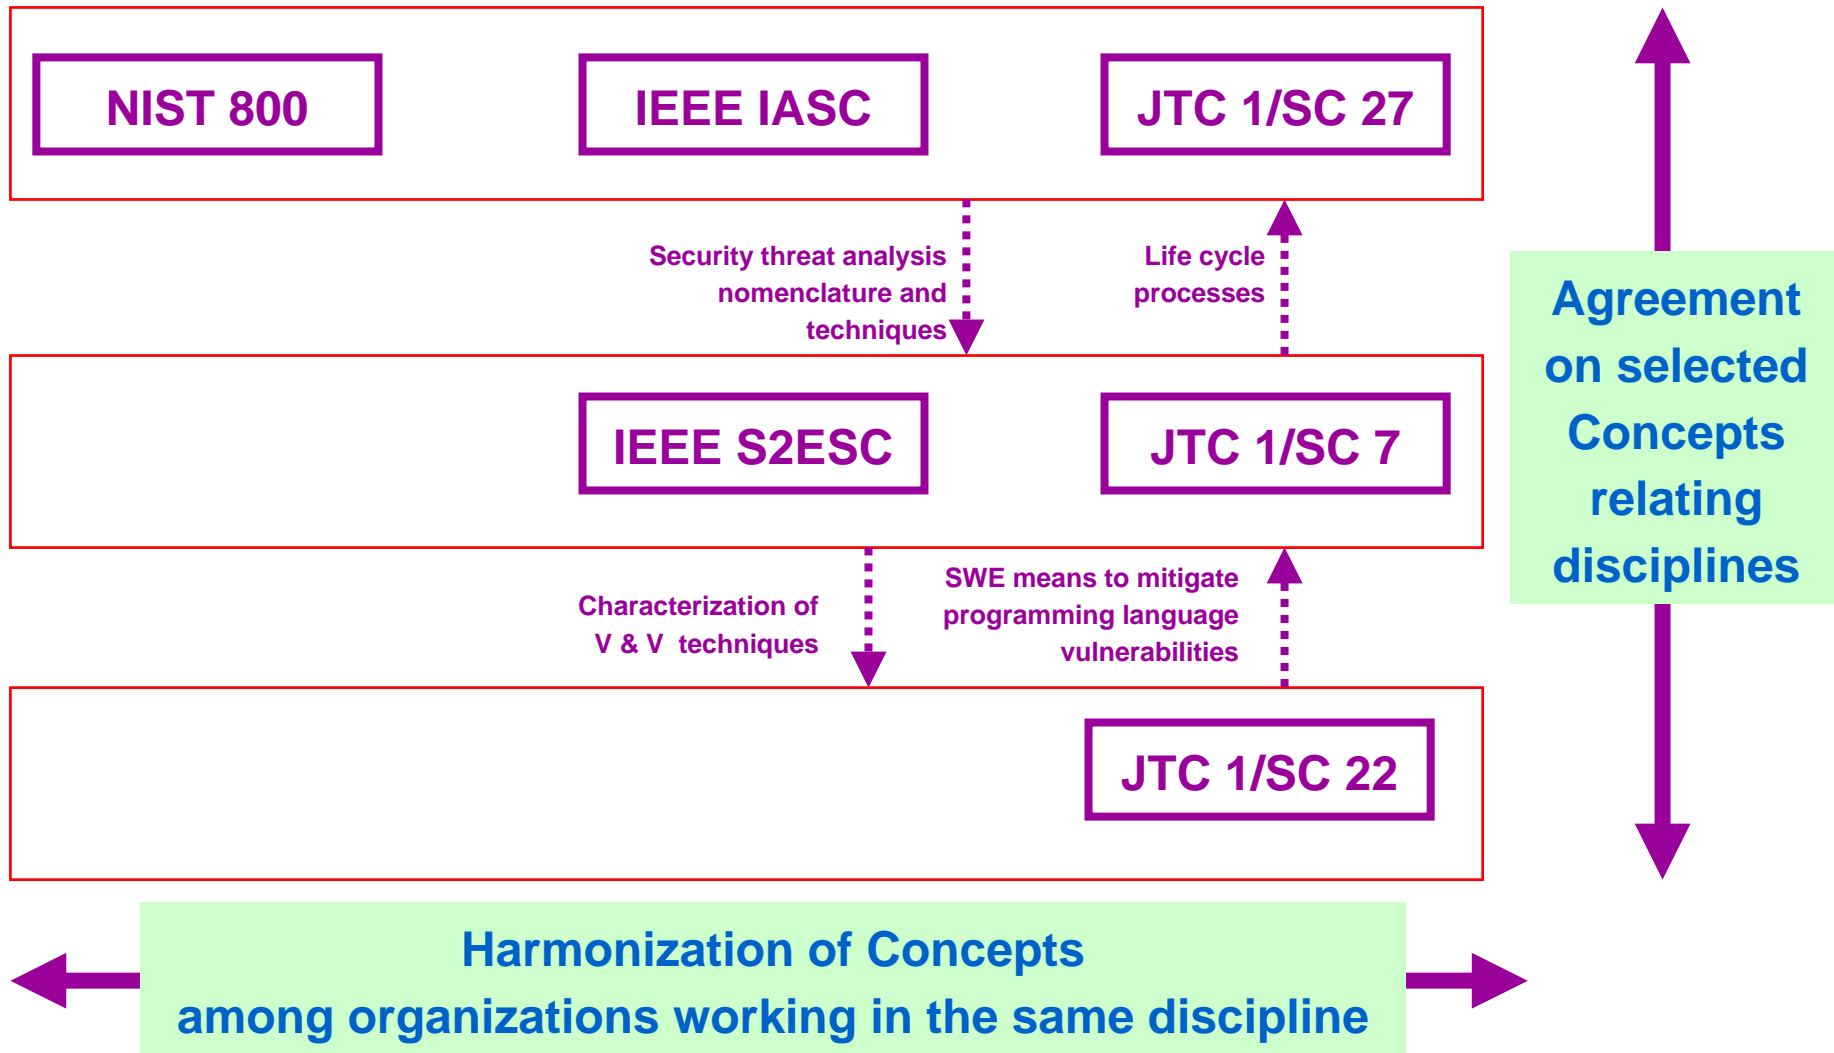 NIST 800
IEEE IASC
JTC 1/SC 27
Security threat analysis
nomenclature and
techniques
Life cycle
processes
IEEE S2ESC
JTC 1/SC 7
Characterization of
V & V techniques
SWE means to mitigate
programming language
vulnerabilities
JTC 1/SC 22
Agreement
on selected
Concepts
relating
disciplines
Harmonization of Concepts
among organizations working in the same discipline